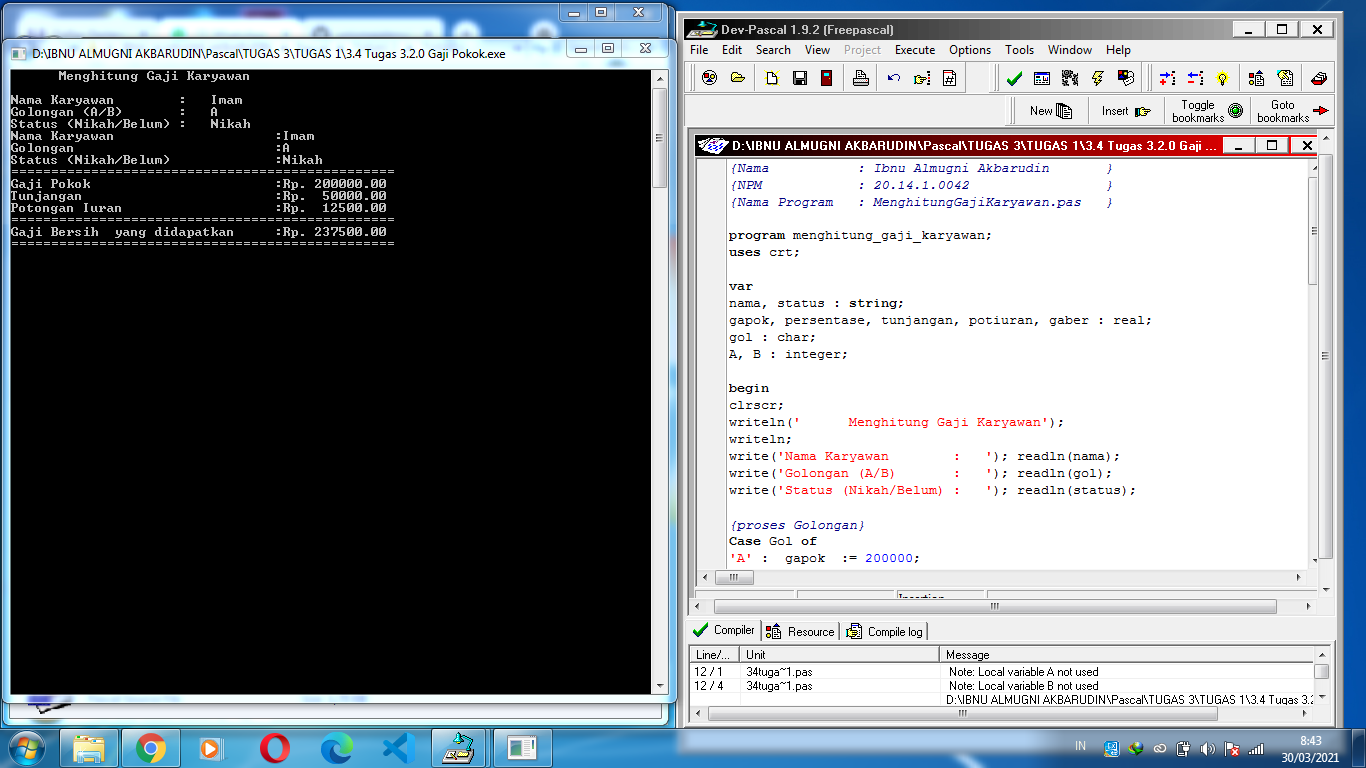 D:\IBNU ALMUGNI AKBARUDIN\Pascal\TUGAS 3\TUGAS 1\3.4 Tugas 3.2.0 Gaji Pokok.exe
Menghitung Gaji Karyawan
Nama Karyawan : Imam
Golongan (A/B) : A
Status (Nikah/Belum) : Nikah
Nama Karyawan :Imam
Golongan :A
Status (Nikah/Belum) :Nikah
================================================
Gaji Pokok :Rp. 200000.00
Tunjangan :Rp. 50000.00
Potongan Iuran :Rp. 12500.00
================================================
Gaji Bersih yang didapatkan :Rp. 237500.00
================================================
Dev-Pascal 1.9.2 (Freepascal)
File Edit Search View Project Execute Options Tools Window Help
New Insert Toggle bookmarks Goto bookmarks
D:\IBNU ALMUGNI AKBARUDIN\Pascal\TUGAS 3\TUGAS 1\3.4 Tugas 3.2.0 Gaji ...
{Nama : Ibnu Almugni Akbarudin }
{NPM : 20.14.1.0042 }
{Nama Program : MenghitungGajiKaryawan.pas }
program menghitung_gaji_karyawan;
uses crt;
var
nama, status : string;
gapok, persentase, tunjangan, potiuran, gaber : real;
gol : char;
A, B : integer;
begin
clrscr;
writeln(' Menghitung Gaji Karyawan');
writeln;
write('Nama Karyawan : '); readln(nama);
write('Golongan (A/B) : '); readln(gol);
write('Status (Nikah/Belum) : '); readln(status);
{proses Golongan}
Case Gol of
'A' : gapok := 200000;
Compiler Resource Compile log
Line/... Unit Message
12 / 1 34tuga~1.pas Note: Local variable A not used
12 / 4 34tuga~1.pas Note: Local variable B not used
D:\IBNU ALMUGNI AKBARUDIN\Pascal\TUGAS 3\TUGAS 1\3.4 Tugas 3.2
IN
8:43
30/03/2021